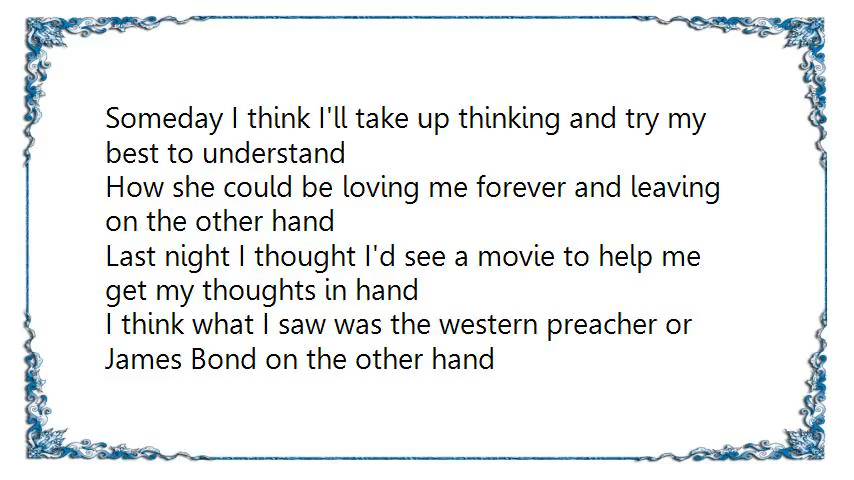 Someday I think I'll take up thinking and try my
best to understand
How she could be loving me forever and leaving
on the other hand
Last night I thought I'd see a movie to help me
get my thoughts in hand
I think what I saw was the western preacher or
James Bond on the other hand